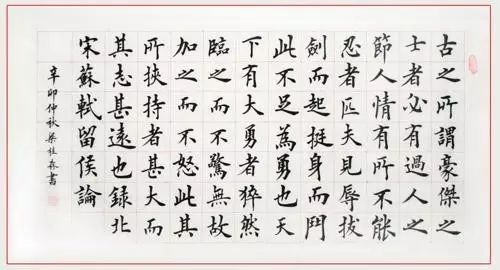 古之所謂豪傑之
士者必有過人之
節人情有所不能
忍者匹夫見辱拔
劍而起挺身而鬥
此不足為勇也天
下有大勇者猝然
臨之而不驚無故
加之而不怒此其
所挾持者甚大而
其志甚遠也錄北
宋蘇軾留侯論
辛卯仲秋梁桂森書